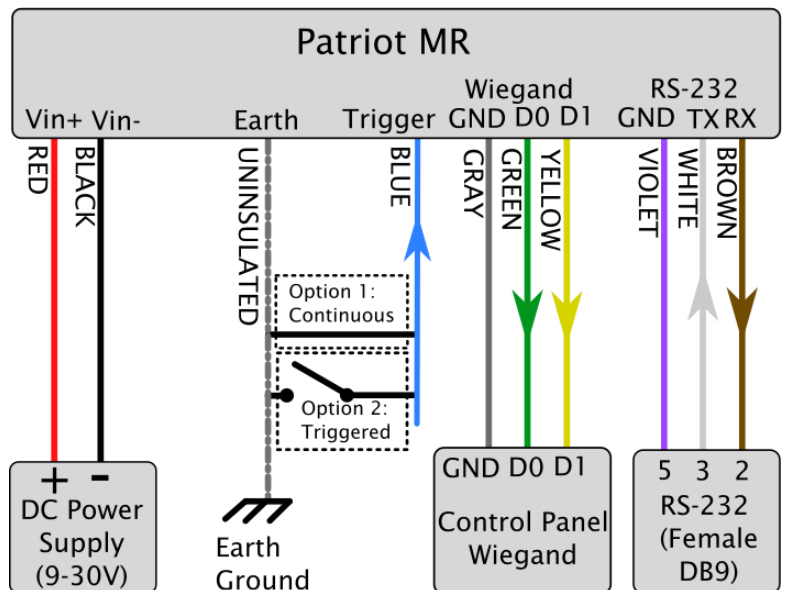 Patriot MR
Wiegand
RS-232
Vin+ Vin-
Earth
Trigger
GND D0 D1
GND TX RX
RED
BLACK
UNINSULATED
BLUE
GRAY
GREEN
YELLOW
VIOLET
WHITE
BROWN
Option 1:
Continuous
Option 2:
Triggered
+ -
DC Power
Supply
(9-30V)
Earth
Ground
GND D0 D1
Control Panel
Wiegand
5 3 2
RS-232
(Female
DB9)